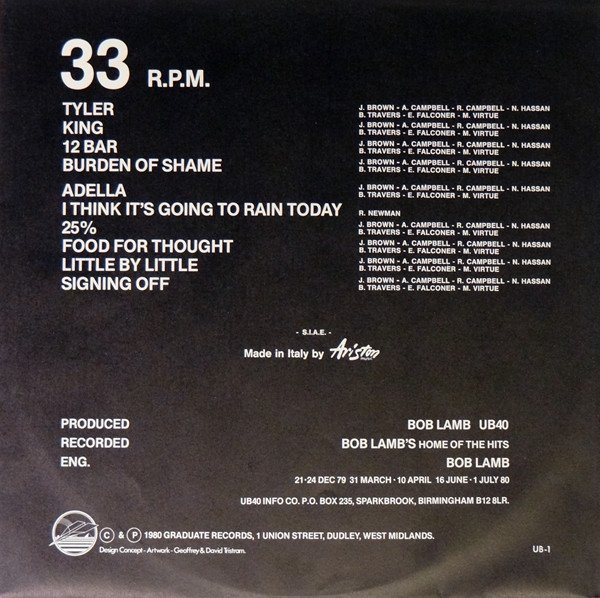 33 R.P.M.
TYLER J. BROWN - A. CAMPBELL - R. CAMPBELL - N. HASSAN
B. TRAVERS - E. FALCONER - M. VIRTUE
KING J. BROWN - A. CAMPBELL - R. CAMPBELL - N. HASSAN
B. TRAVERS - E. FALCONER - M. VIRTUE
12 BAR J. BROWN - A. CAMPBELL - R. CAMPBELL - N. HASSAN
B. TRAVERS - E. FALCONER - M. VIRTUE
BURDEN OF SHAME J. BROWN - A. CAMPBELL - R. CAMPBELL - N. HASSAN
B. TRAVERS - E. FALCONER - M. VIRTUE
ADELLA J. BROWN - A. CAMPBELL - R. CAMPBELL - N. HASSAN
B. TRAVERS - E. FALCONER - M. VIRTUE
I THINK IT'S GOING TO RAIN TODAY R. NEWMAN
25% J. BROWN - A. CAMPBELL - R. CAMPBELL - N. HASSAN
B. TRAVERS - E. FALCONER - M. VIRTUE
FOOD FOR THOUGHT J. BROWN - A. CAMPBELL - R. CAMPBELL - N. HASSAN
B. TRAVERS - E. FALCONER - M. VIRTUE
LITTLE BY LITTLE J. BROWN - A. CAMPBELL - R. CAMPBELL - N. HASSAN
B. TRAVERS - E. FALCONER - M. VIRTUE
SIGNING OFF J. BROWN - A. CAMPBELL - R. CAMPBELL - N. HASSAN
B. TRAVERS - E. FALCONER - M. VIRTUE
- S.I.A.E. -
Made in Italy by Ariston
PRODUCED BOB LAMB UB40
RECORDED BOB LAMB'S HOME OF THE HITS
ENG. BOB LAMB
21-24 DEC 79 31 MARCH · 10 APRIL 16 JUNE · 1 JULY 80
UB40 INFO CO. P.O. BOX 235, SPARKBROOK, BIRMINGHAM B12 8LR.
© & ℗ 1980 GRADUATE RECORDS, 1 UNION STREET, DUDLEY, WEST MIDLANDS.
Design Concept - Artwork - Geoffrey & David Tristram. UB-1